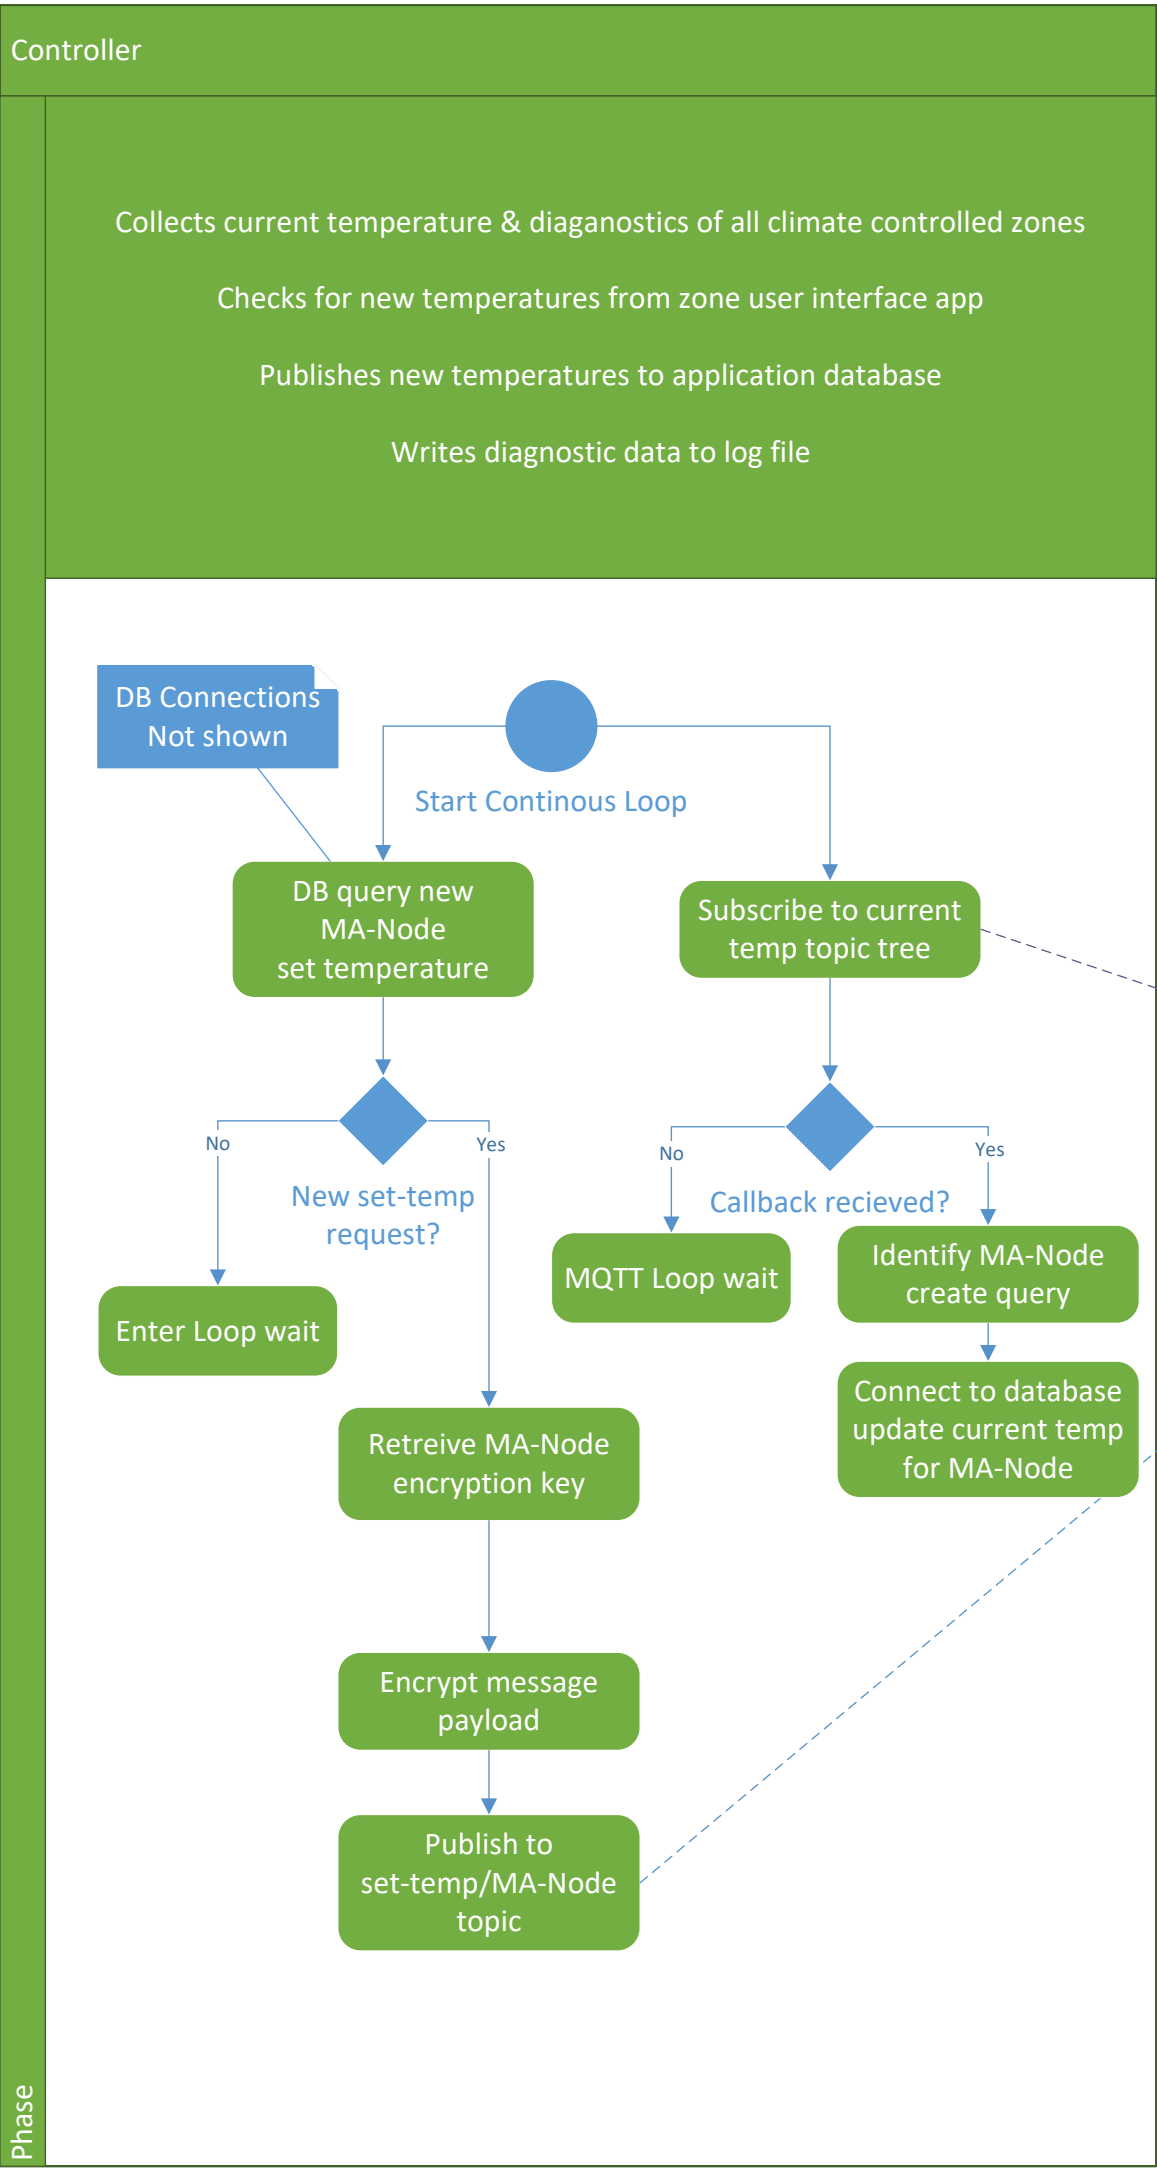 Controller
Collects current temperature & diaganostics of all climate controlled zones
Checks for new temperatures from zone user interface app
Publishes new temperatures to application database
Writes diagnostic data to log file
DB Connections
Not shown
Start Continous Loop
DB query new
MA-Node
set temperature
Subscribe to current
temp topic tree
No
Yes
New set-temp
request?
No
Yes
Callback recieved?
Enter Loop wait
MQTT Loop wait
Identify MA-Node
create query
Connect to database
update current temp
for MA-Node
Retreive MA-Node
encryption key
Encrypt message
payload
Publish to
set-temp/MA-Node
topic
Phase